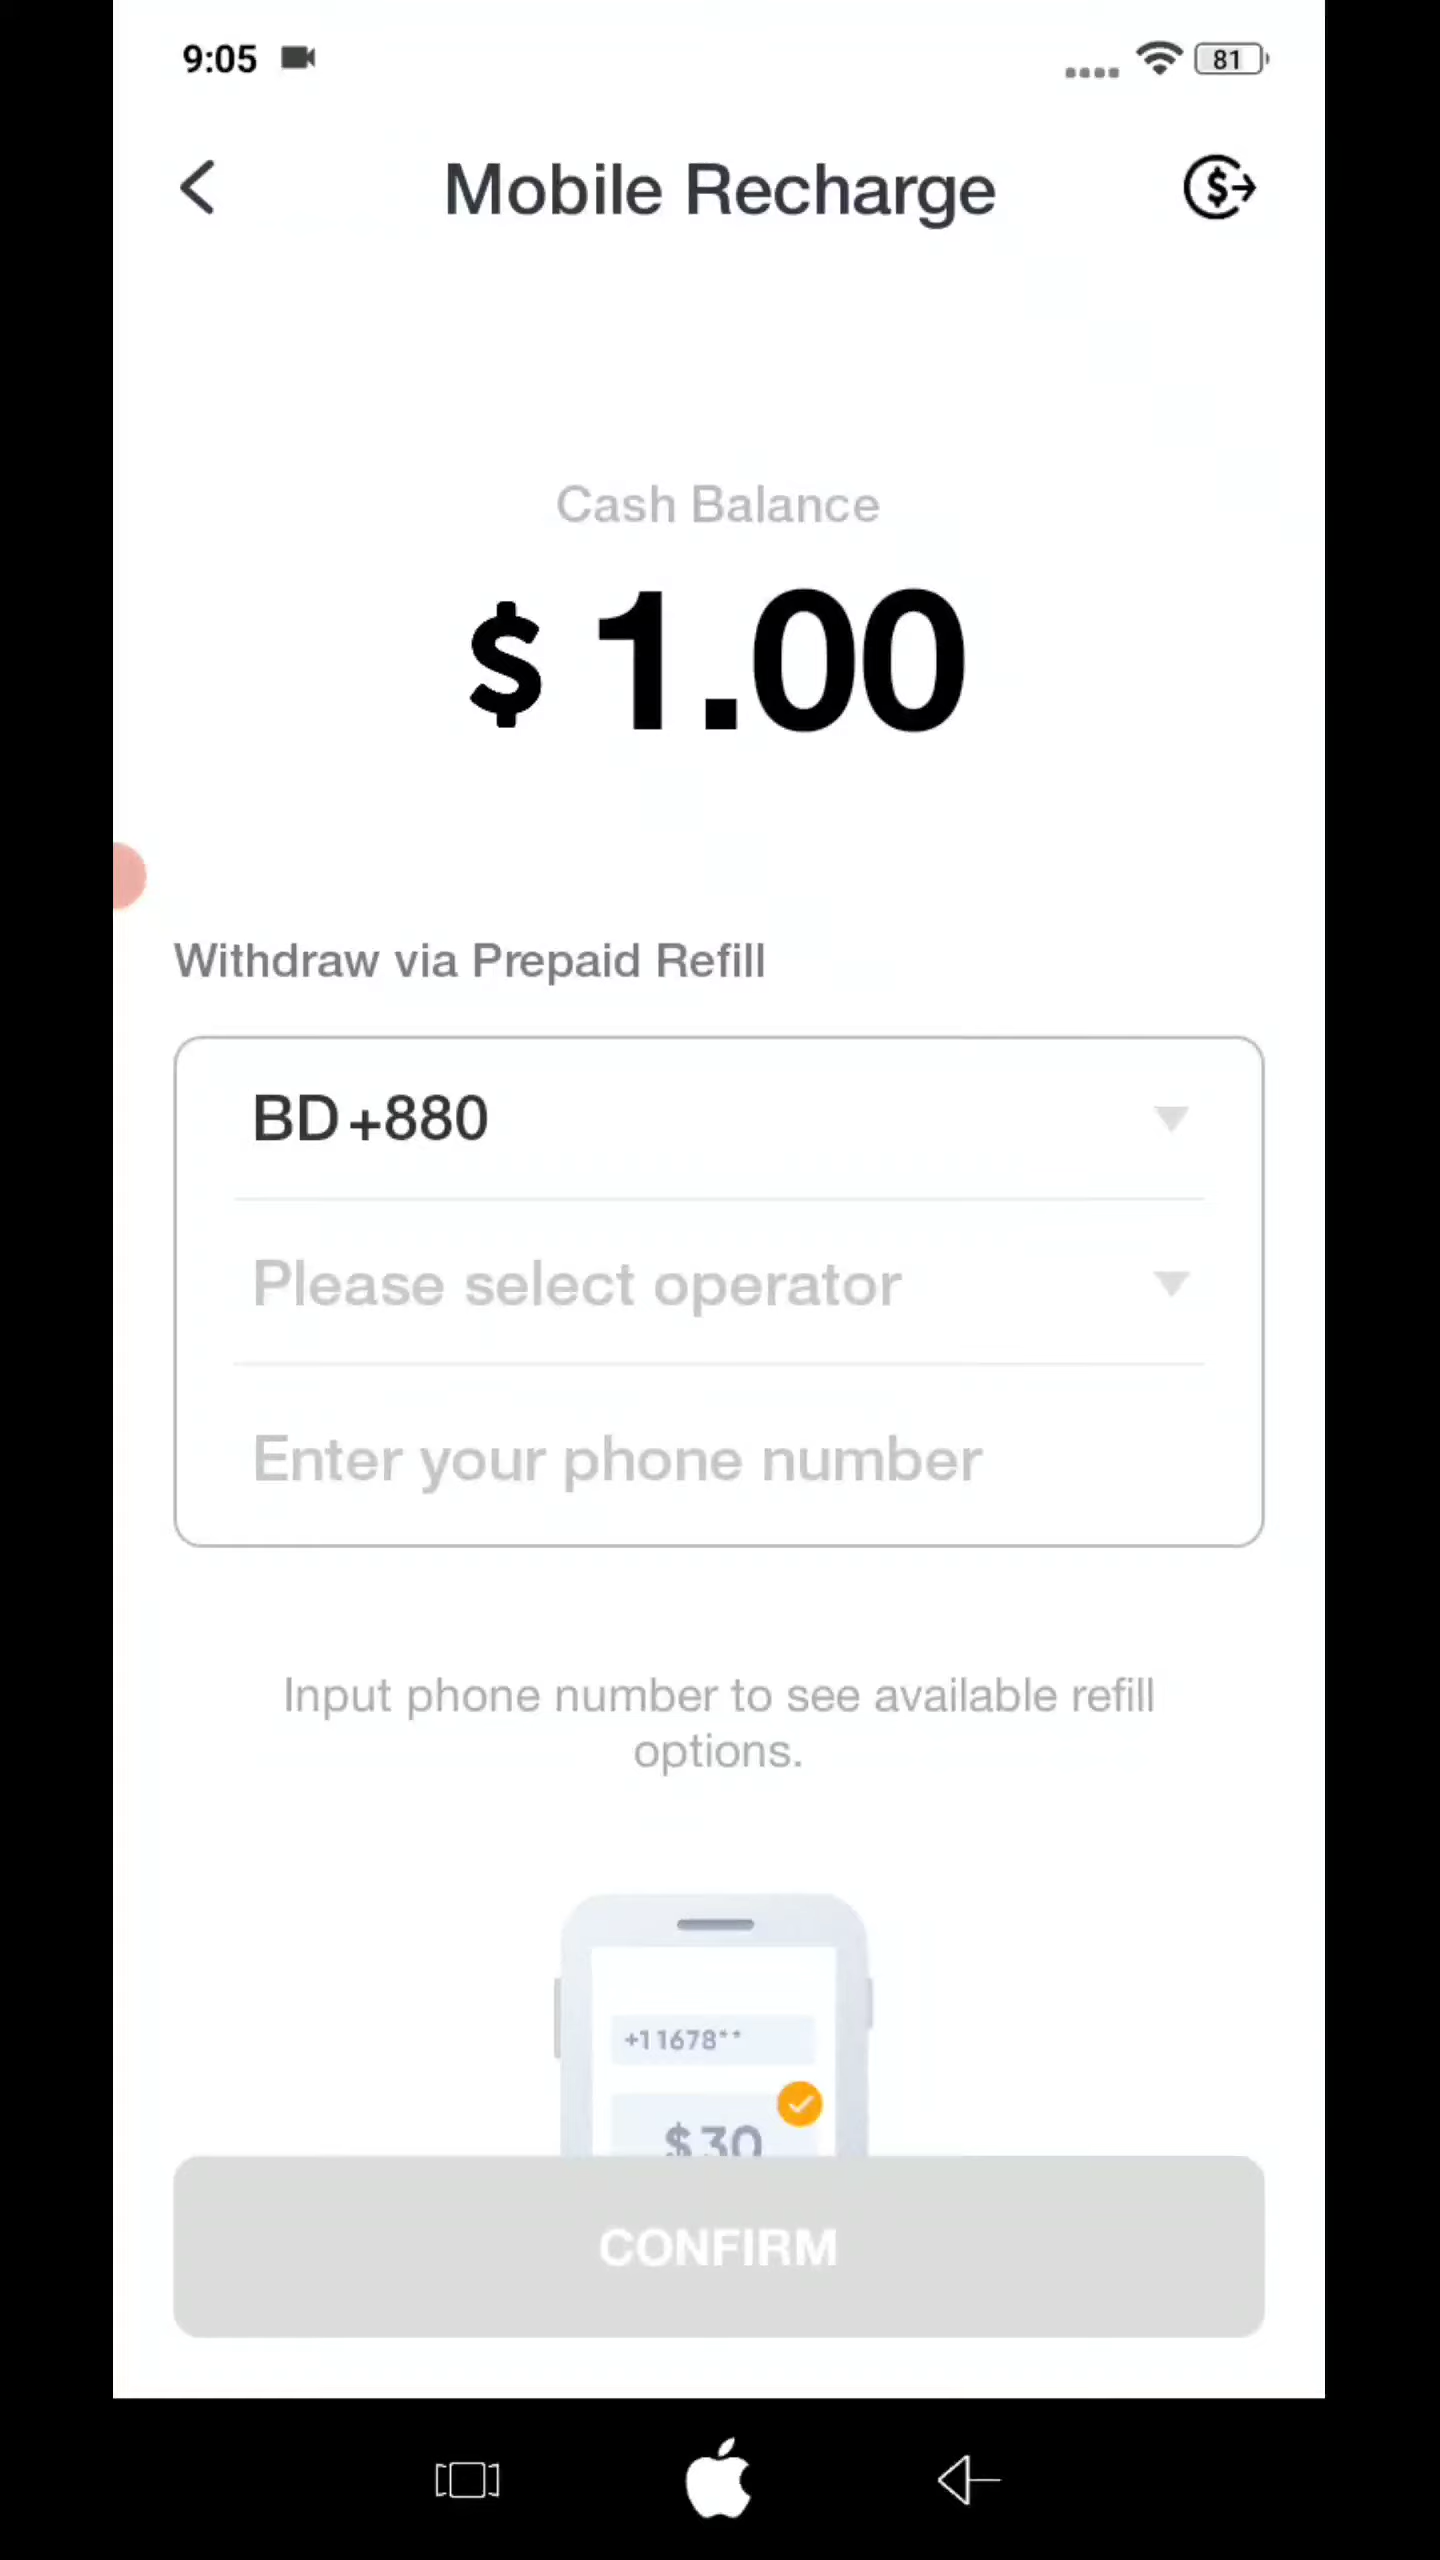 9:05
81
Mobile Recharge
Cash Balance
$ 1.00
Withdraw via Prepaid Refill
BD+880
Please select operator
Enter your phone number
Input phone number to see available refill
options.
+11678**
$30
CONFIRM